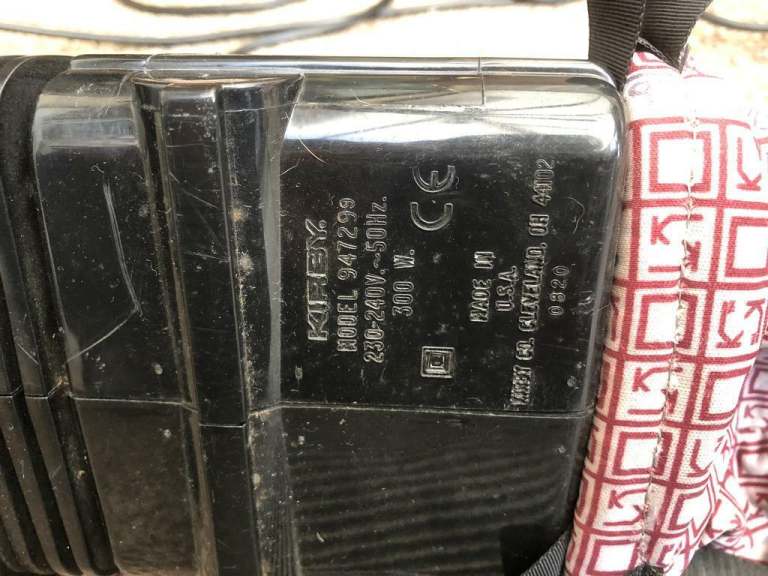 KIRBY.
MODEL 947299
230-240V.~50Hz.
300 W.
CE
MADE IN
U.S.A.
KIRBY CO. CLEVELAND, OH 44102
0820